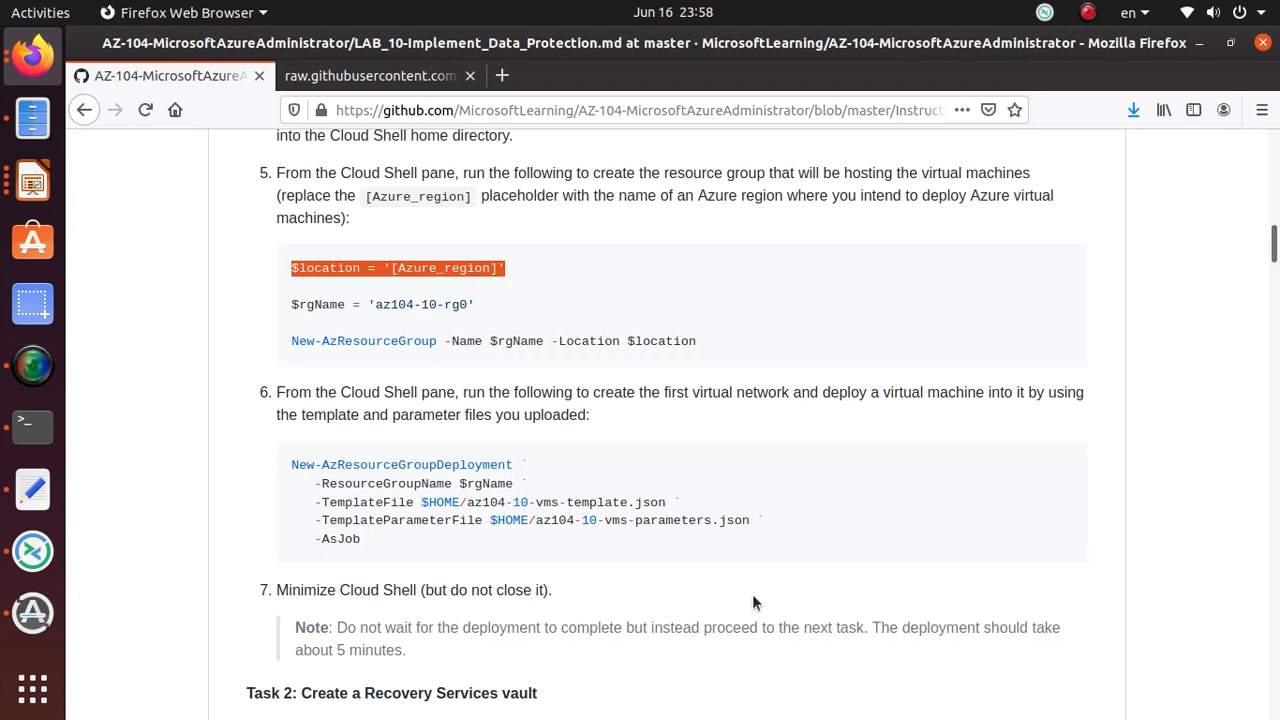 Activities
Firefox Web Browser
Jun 16 23:58
en
AZ-104-MicrosoftAzureAdministrator/LAB_10-Implement_Data_Protection.md at master · MicrosoftLearning/AZ-104-MicrosoftAzureAdministrator - Mozilla Firefox
AZ-104-MicrosoftAzureA
raw.githubusercontent.com/
https://github.com/MicrosoftLearning/AZ-104-MicrosoftAzureAdministrator/blob/master/Instruct
into the Cloud Shell home directory.
5. From the Cloud Shell pane, run the following to create the resource group that will be hosting the virtual machines
(replace the [Azure_region] placeholder with the name of an Azure region where you intend to deploy Azure virtual
machines):
$location = '[Azure_region]'
$rgName = 'az104-10-rg0'
New-AzResourceGroup -Name $rgName -Location $location
6. From the Cloud Shell pane, run the following to create the first virtual network and deploy a virtual machine into it by using
the template and parameter files you uploaded:
New-AzResourceGroupDeployment `
-ResourceGroupName $rgName `
-TemplateFile $HOME/az104-10-vms-template.json `
-TemplateParameterFile $HOME/az104-10-vms-parameters.json `
-AsJob
7. Minimize Cloud Shell (but do not close it).
Note: Do not wait for the deployment to complete but instead proceed to the next task. The deployment should take
about 5 minutes.
Task 2: Create a Recovery Services vault